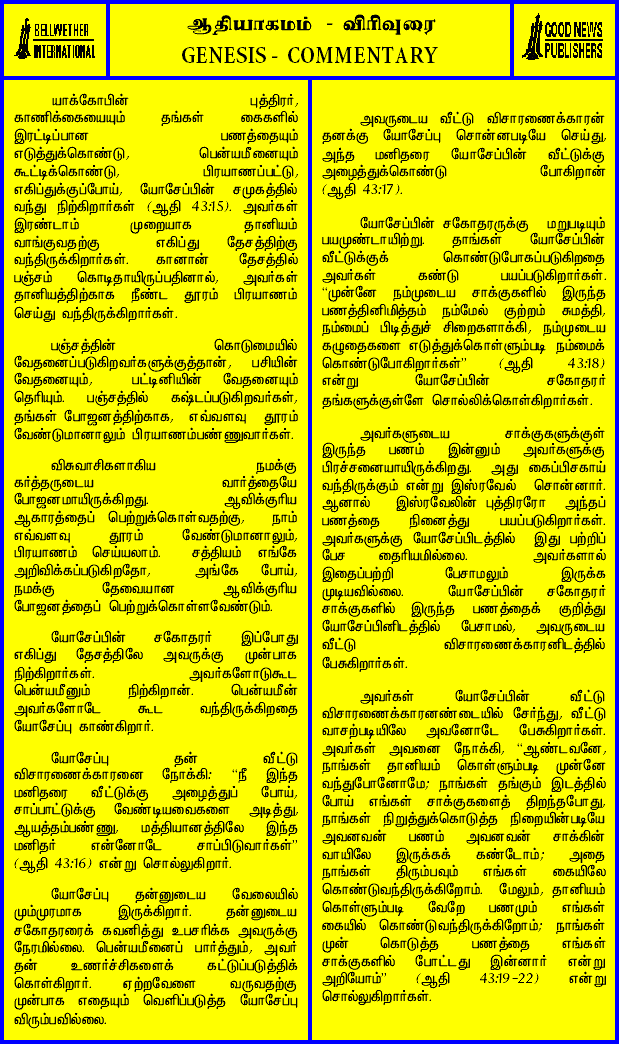 BELLWETHER
INTERNATIONAL
ஆதியாகமம் - விரிவுரை
GENESIS - COMMENTARY
GOOD NEWS
PUBLISHERS
யாக்கோபின் புத்திரர்,
காணிக்கையையும் தங்கள் கைகளில்
இரட்டிப்பான பணத்தையும்
எடுத்துக்கொண்டு, பென்யமீனையும்
கூட்டிக்கொண்டு, பிரயாணப்பட்டு,
எகிப்துக்குப்போய், யோசேப்பின் சமுகத்தில்
வந்து நிற்கிறார்கள் (ஆதி 43:15). அவர்கள்
இரண்டாம் முறையாக தானியம்
வாங்குவதற்கு எகிப்து தேசத்திற்கு
வந்திருக்கிறார்கள். கானான் தேசத்தில்
பஞ்சம் கொடிதாயிருப்பதினால், அவர்கள்
தானியத்திற்காக நீண்ட தூரம் பிரயாணம்
செய்து வந்திருக்கிறார்கள்.
பஞ்சத்தின் கொடுமையில்
வேதனைப்படுகிறவர்களுக்குத்தான், பசியின்
வேதனையும், பட்டினியின் வேதனையும்
தெரியும். பஞ்சத்தில் கஷ்டப்படுகிறவர்கள்,
தங்கள் போஜனத்திற்காக, எவ்வளவு தூரம்
வேண்டுமானாலும் பிரயாணம்பண்ணுவார்கள்.
விசுவாசிகளாகிய நமக்கு
கர்த்தருடைய வார்த்தையே
போஜனமாயிருக்கிறது. ஆவிக்குரிய
ஆகாரத்தைப் பெற்றுக்கொள்வதற்கு, நாம்
எவ்வளவு தூரம் வேண்டுமானாலும்,
பிரயாணம் செய்யலாம். சத்தியம் எங்கே
அறிவிக்கப்படுகிறதோ, அங்கே போய்,
நமக்கு தேவையான ஆவிக்குரிய
போஜனத்தைப் பெற்றுக்கொள்ளவேண்டும்.
யோசேப்பின் சகோதரர் இப்போது
எகிப்து தேசத்திலே அவருக்கு முன்பாக
நிற்கிறார்கள். அவர்களோடுகூட
பென்யமீனும் நிற்கிறான். பென்யமீன்
அவர்களோடே கூட வந்திருக்கிறதை
யோசேப்பு காண்கிறார்.
யோசேப்பு தன் வீட்டு
விசாரணைக்காரனை நோக்கி: “நீ இந்த
மனிதரை வீட்டுக்கு அழைத்துப் போய்,
சாப்பாட்டுக்கு வேண்டியவைகளை அடித்து,
ஆயத்தம்பண்ணு, மத்தியானத்திலே இந்த
மனிதர் என்னோடே சாப்பிடுவார்கள்”
(ஆதி 43:16) என்று சொல்லுகிறார்.
யோசேப்பு தன்னுடைய வேலையில்
மும்முரமாக இருக்கிறார். தன்னுடைய
சகோதரரைக் கவனித்து உபசரிக்க அவருக்கு
நேரமில்லை. பென்யமீனைப் பார்த்தும், அவர்
தன் உணர்ச்சிகளைக் கட்டுப்படுத்திக்
கொள்கிறார். ஏற்றவேளை வருவதற்கு
முன்பாக எதையும் வெளிப்படுத்த யோசேப்பு
விரும்பவில்லை.
அவருடைய வீட்டு விசாரணைக்காரன்
தனக்கு யோசேப்பு சொன்னபடியே செய்து,
அந்த மனிதரை யோசேப்பின் வீட்டுக்கு
அழைத்துக்கொண்டு போகிறான்
(ஆதி 43:17).
யோசேப்பின் சகோதரருக்கு மறுபடியும்
பயமுண்டாயிற்று. தாங்கள் யோசேப்பின்
வீட்டுக்குக் கொண்டுபோகப்படுகிறதை
அவர்கள் கண்டு பயப்படுகிறார்கள்.
“முன்னே நம்முடைய சாக்குகளில் இருந்த
பணத்தினிமித்தம் நம்மேல் குற்றம் சுமத்தி,
நம்மைப் பிடித்துச் சிறைகளாக்கி, நம்முடைய
கழுதைகளை எடுத்துக்கொள்ளும்படி நம்மைக்
கொண்டுபோகிறார்கள்” (ஆதி 43:18)
என்று யோசேப்பின் சகோதரர்
தங்களுக்குள்ளே சொல்லிக்கொள்கிறார்கள்.
அவர்களுடைய சாக்குகளுக்குள்
இருந்த பணம் இன்னும் அவர்களுக்கு
பிரச்சனையாயிருக்கிறது. அது கைப்பிசகாய்
வந்திருக்கும் என்று இஸ்ரவேல் சொன்னார்.
ஆனால் இஸ்ரவேலின் புத்திரரோ அந்தப்
பணத்தை நினைத்து பயப்படுகிறார்கள்.
அவர்களுக்கு யோசேப்பிடத்தில் இது பற்றிப்
பேச தைரியமில்லை. அவர்களால்
இதைப்பற்றி பேசாமலும் இருக்க
முடியவில்லை. யோசேப்பின் சகோதரர்
சாக்குகளில் இருந்த பணத்தைக் குறித்து
யோசேப்பினிடத்தில் பேசாமல், அவருடைய
வீட்டு விசாரணைக்காரனிடத்தில்
பேசுகிறார்கள்.
அவர்கள் யோசேப்பின் வீட்டு
விசாரணைக்காரனண்டையில் சேர்ந்து, வீட்டு
வாசற்படியிலே அவனோடே பேசுகிறார்கள்.
அவர்கள் அவனை நோக்கி, “ஆண்டவனே,
நாங்கள் தானியம் கொள்ளும்படி முன்னே
வந்துபோனோமே; நாங்கள் தங்கும் இடத்தில்
போய் எங்கள் சாக்குகளைத் திறந்தபோது,
நாங்கள் நிறுத்துக்கொடுத்த நிறையின்படியே
அவனவன் பணம் அவனவன் சாக்கின்
வாயிலே இருக்கக் கண்டோம்; அதை
நாங்கள் திரும்பவும் எங்கள் கையிலே
கொண்டுவந்திருக்கிறோம். மேலும், தானியம்
கொள்ளும்படி வேறே பணமும் எங்கள்
கையில் கொண்டுவந்திருக்கிறோம்; நாங்கள்
முன் கொடுத்த பணத்தை எங்கள்
சாக்குகளில் போட்டது இன்னார் என்று
அறியோம்” (ஆதி 43:19-22) என்று
சொல்லுகிறார்கள்.